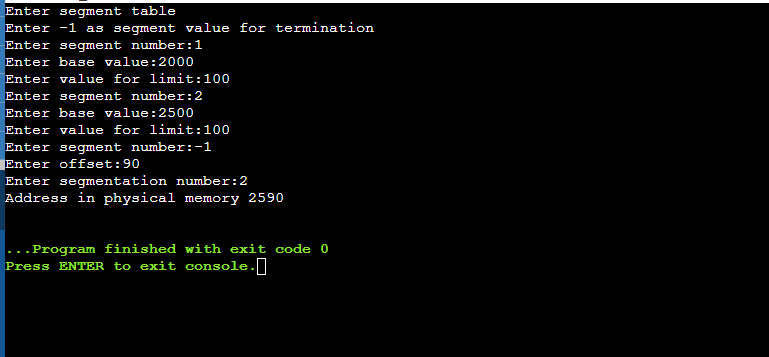 Enter segment table
Enter -1 as segment value for termination
Enter segment number:1
Enter base value:2000
Enter value for limit:100
Enter segment number:2
Enter base value:2500
Enter value for limit:100
Enter segment number:-1
Enter offset:90
Enter segmentation number:2
Address in physical memory 2590
...Program finished with exit code 0
Press ENTER to exit console.